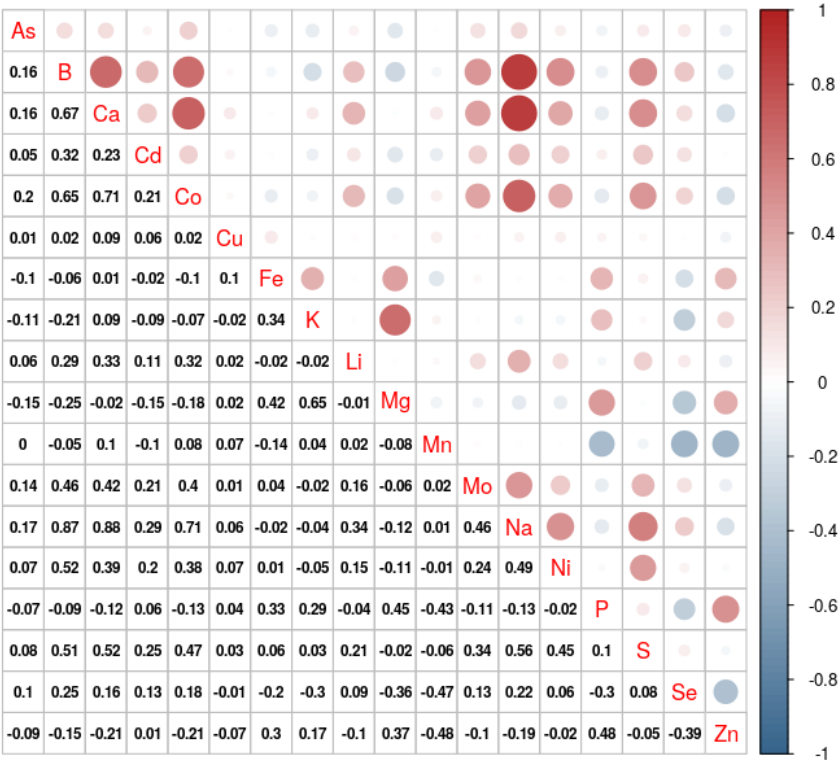 As
0.16 B
0.16 0.67 Ca
0.05 0.32 0.23 Cd
0.2 0.65 0.71 0.21 Co
0.01 0.02 0.09 0.06 0.02 Cu
-0.1 -0.06 0.01 -0.02 -0.1 0.1 Fe
-0.11 -0.21 0.09 -0.09 -0.07 -0.02 0.34 K
0.06 0.29 0.33 0.11 0.32 0.02 -0.02 -0.02 Li
-0.15 -0.25 -0.02 -0.15 -0.18 0.02 0.42 0.65 -0.01 Mg
0 -0.05 0.1 -0.1 0.08 0.07 -0.14 0.04 0.02 -0.08 Mn
0.14 0.46 0.42 0.21 0.4 0.01 0.04 -0.02 0.16 -0.06 0.02 Mo
0.17 0.87 0.88 0.29 0.71 0.06 -0.02 -0.04 0.34 -0.12 0.01 0.46 Na
0.07 0.52 0.39 0.2 0.38 0.07 0.01 -0.05 0.15 -0.11 -0.01 0.24 0.49 Ni
-0.07 -0.09 -0.12 0.06 -0.13 0.04 0.33 0.29 -0.04 0.45 -0.43 -0.11 -0.13 -0.02 P
0.08 0.51 0.52 0.25 0.47 0.03 0.06 0.03 0.21 -0.02 -0.06 0.34 0.56 0.45 0.1 S
0.1 0.25 0.16 0.13 0.18 -0.01 -0.2 -0.3 0.09 -0.36 -0.47 0.13 0.22 0.06 -0.3 0.08 Se
-0.09 -0.15 -0.21 0.01 -0.21 -0.07 0.3 0.17 -0.1 0.37 -0.48 -0.1 -0.19 -0.02 0.48 -0.05 -0.39 Zn
1
0.8
0.6
0.4
0.2
0
-0.2
-0.4
-0.6
-0.8
-1